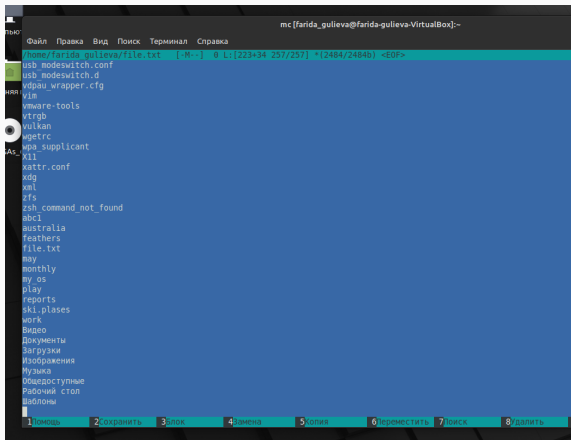 mc [farida_gulieva@farida-gulieva-VirtualBox]:~
Файл Правка Вид Поиск Терминал Справка
/home/farida_gulieva/file.txt [-M--] 0 L:[223+34 257/257] *(2484/2484b) <EOF>
usb_modeswitch.conf
usb_modeswitch.d
vdpau_wrapper.cfg
vim
vmware-tools
vtrgb
vulkan
wgetrc
wpa_supplicant
X11
xattr.conf
xdg
xml
zfs
zsh_command_not_found
abc1
australia
feathers
file.txt
may
monthly
my_os
play
reports
ski.plases
work
Видео
Документы
Загрузки
Изображения
Музыка
Общедоступные
Рабочий стол
Шаблоны
1Помощь 2Сохранить 3Блок 4Замена 5Копия 6Переместить 7Поиск 8Удалить